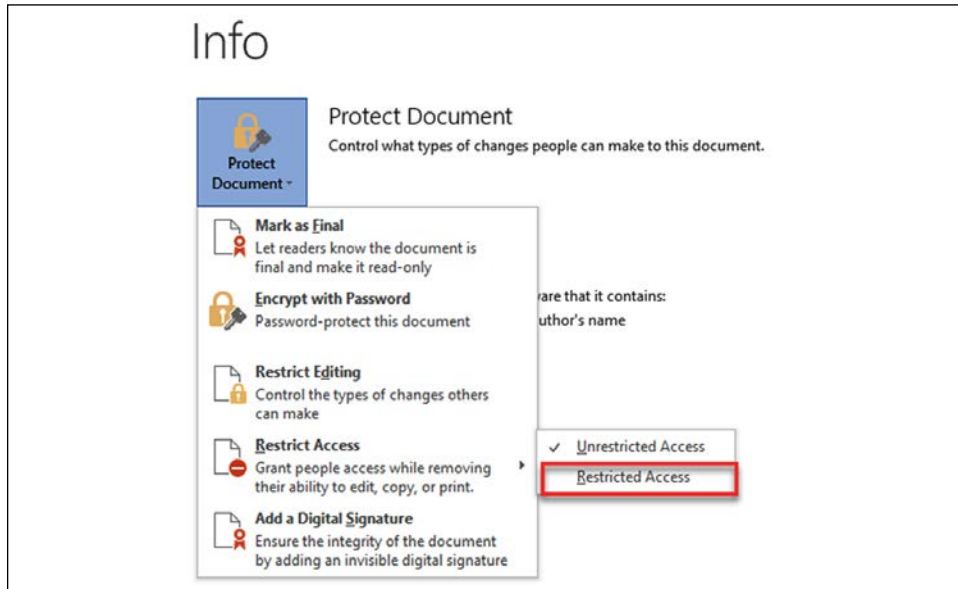 Info
Protect Document
Control what types of changes people can make to this document.
Protect
Document
Mark as Final
Let readers know the document is
final and make it read-only
Encrypt with Password
Password-protect this document
Restrict Editing
Control the types of changes others
can make
Restrict Access
Grant people access while removing
their ability to edit, copy, or print.
Add a Digital Signature
Ensure the integrity of the document
by adding an invisible digital signature
that it contains:
name
Unrestricted Access
Restricted Access